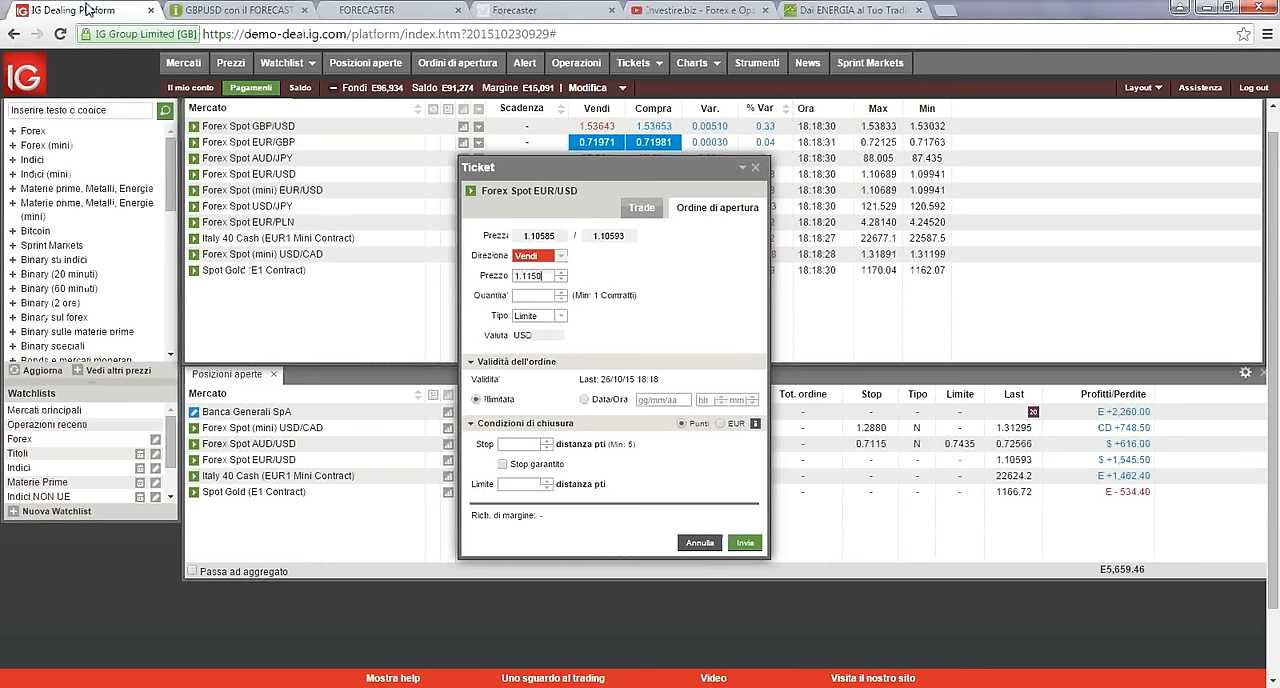 IG Dealing Platform
GBPUSD con il FORECAST
FORECASTER
Forecaster
Investire.biz - Forex e Op
Dai ENERGIA al Tuo Tradi
IG Group Limited [GB] https://demo-deal.ig.com/platform/index.htm?201510230929#
IG
Mercati Prezzi Watchlist Posizioni aperte Ordini di apertura Alert Operazioni Tickets Charts Strumenti News Sprint Markets
Il mio conto Pagamenti Saldo Fondi £96,934 Saldo £91,274 Margine £15,091 Modifica Layout Assistenza Log out
Inserire testo o codice
+ Forex
+ Forex (mini)
+ Indici
+ Indici (mini)
+ Materie prime, Metalli, Energie
+ Materie prime, Metalli, Energie
(mini)
+ Bitcoin
+ Sprint Markets
+ Binary su indici
+ Binary (20 minuti)
+ Binary (60 minuti)
+ Binary (2 ore)
+ Binary sul forex
+ Binary sulle materie prime
+ Binary speciali
+ Bonds e mercati monetari
Aggiorna Vedi altri prezzi
Watchlists
Mercati principali
Operazioni recenti
Forex
Titoli
Indici
Materie Prime
Indici NON UE
Nuova Watchlist
Mercato Scadenza Vendi Compra Var. % Var Ora Max Min
Forex Spot GBP/USD - 1.53643 1.53653 0.00510 0.33 18:18:30 1.53833 1.53032
Forex Spot EUR/GBP - 0.71971 0.71981 0.00030 0.04 18:18:31 0.72125 0.71763
Forex Spot AUD/JPY 18:18:30 88.005 87.435
Forex Spot EUR/USD 18:18:30 1.10689 1.09941
Forex Spot (mini) EUR/USD 18:18:30 1.10689 1.09941
Forex Spot USD/JPY 18:18:30 121.529 120.592
Forex Spot EUR/PLN 18:18:20 4.28140 4.24520
Italy 40 Cash (EUR1 Mini Contract) 18:18:27 22677.1 22587.5
Forex Spot (mini) USD/CAD 18:18:28 1.31891 1.31199
Spot Gold (E1 Contract) 18:18:30 1170.04 1162.07
Ticket
Forex Spot EUR/USD
Trade Ordine di apertura
Prezzi 1.10585 / 1.10593
Direzione Vendi
Prezzo 1.1150
Quantita' (Min: 1 Contratti)
Tipo Limite
Valuta USD
Validità dell'ordine
Validita' Last: 26/10/15 18:18
Illimitata Data/Ora gg/mm/aa hh mm
Condizioni di chiusura Punti EUR
Stop distanza pti (Min: 5)
Stop garantito
Limite distanza pti
Rich. di margine: -
Annulla Invia
Posizioni aperte
Mercato Tot. ordine Stop Tipo Limite Last Profitti/Perdite
Banca Generali SpA - - - - 20 E +2,260.00
Forex Spot (mini) USD/CAD - 1.2880 N - 1.31295 CD +748.50
Forex Spot AUD/USD - 0.7115 N 0.7435 0.72566 $ +616.00
Forex Spot EUR/USD - - - - 1.10593 $ +1,545.50
Italy 40 Cash (EUR1 Mini Contract) - - - - 22624.2 E +1,462.40
Spot Gold (E1 Contract) - - - - 1166.72 E - 534.40
Passa ad aggregato E5,659.46
Mostra help Uno sguardo al trading Video Visita il nostro sito